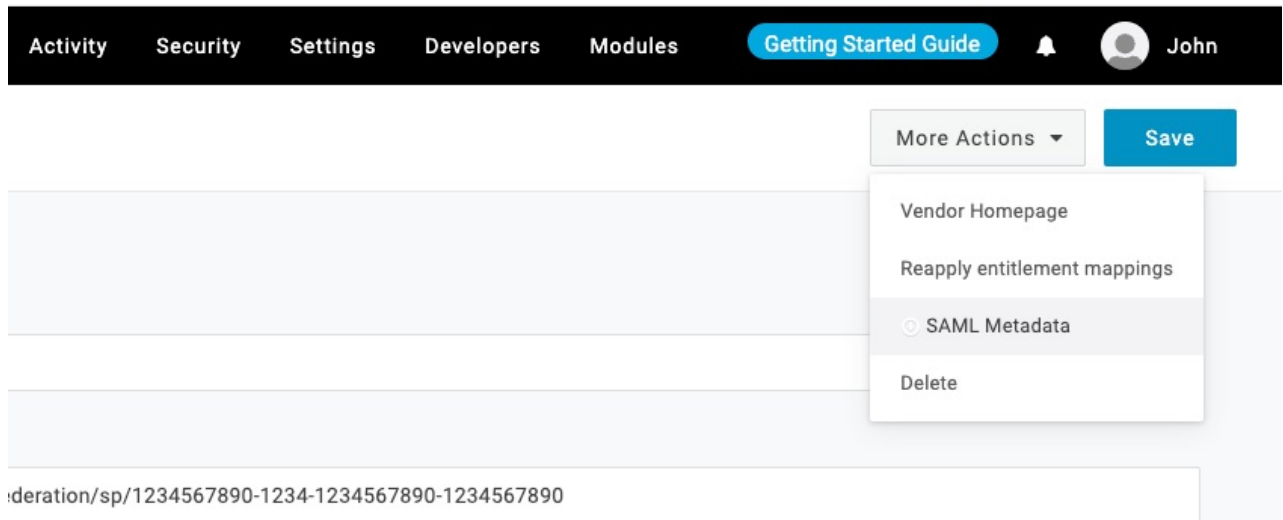 Activity Security Settings Developers Modules Getting Started Guide John
More Actions Save
Vendor Homepage
Reapply entitlement mappings
SAML Metadata
Delete
ederation/sp/1234567890-1234-1234567890-1234567890